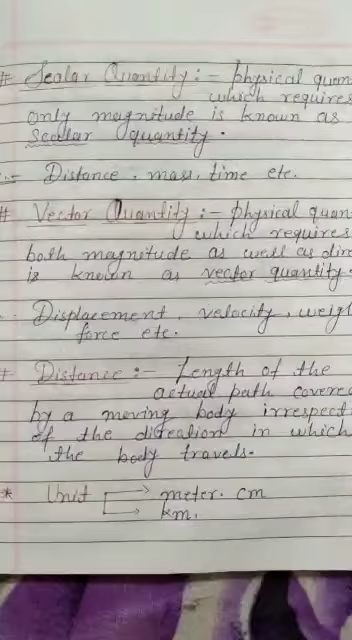 # Scalar Quantity :- physical quan
which requires
only magnitude is known as
scalar quantity.
:- Distance, mass, time etc.
# Vector Quantity :- physical quan
which requires
both magnitude as well as dire
is known as vector quantity.
Displacement, velocity, weig
force etc.
# Distance :- Length of the
actual path covere
by a moving body irrespect
of the direction in which
the body travels.
* Unit → meter. cm
→ km.